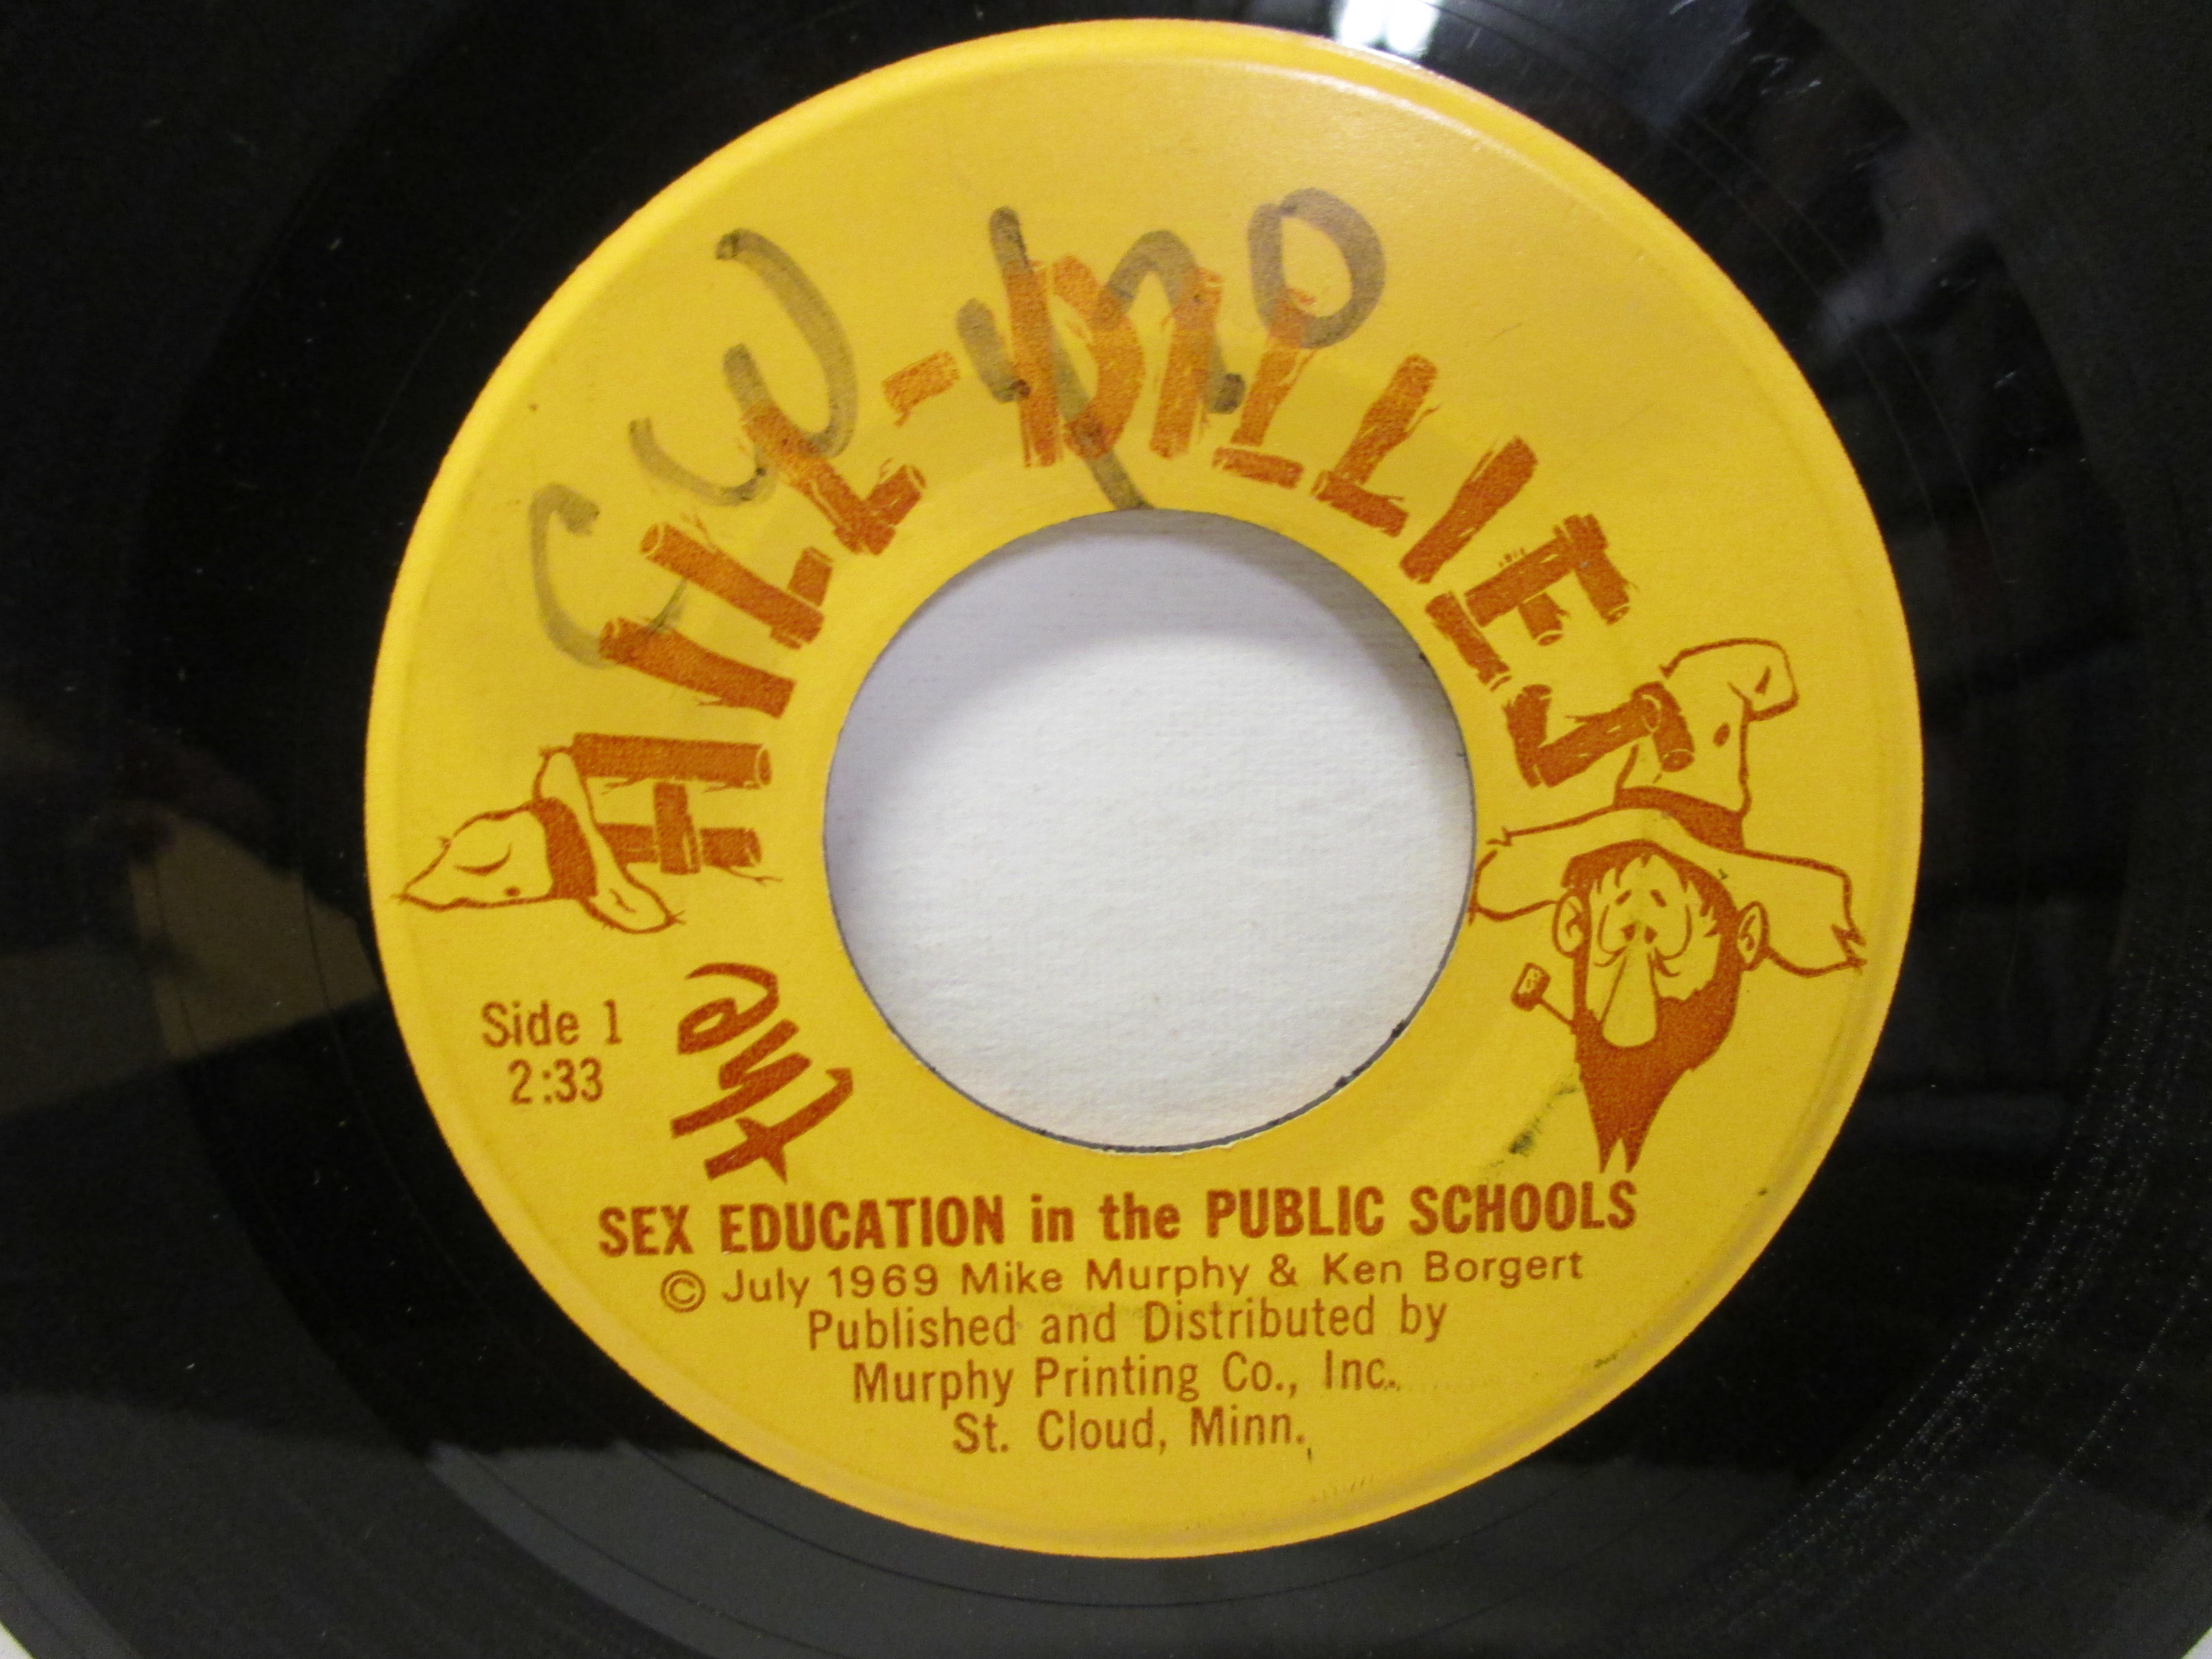 the HILL-DILLIES
Side 1
2:33
SEX EDUCATION in the PUBLIC SCHOOLS
© July 1969 Mike Murphy & Ken Borgert
Published and Distributed by
Murphy Printing Co., Inc.
St. Cloud, Minn.